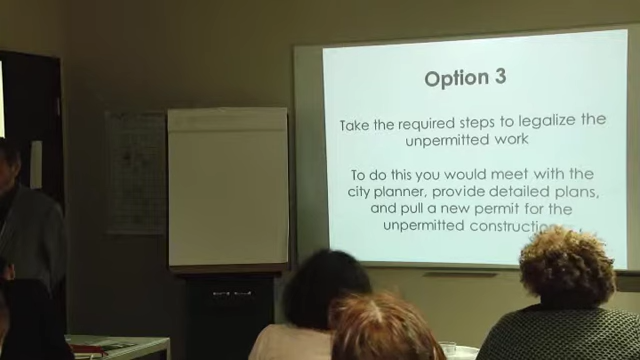 Option 3
Take the required steps to legalize the
unpermitted work
To do this you would meet with the
city planner, provide detailed plans,
and pull a new permit for the
unpermitted construction